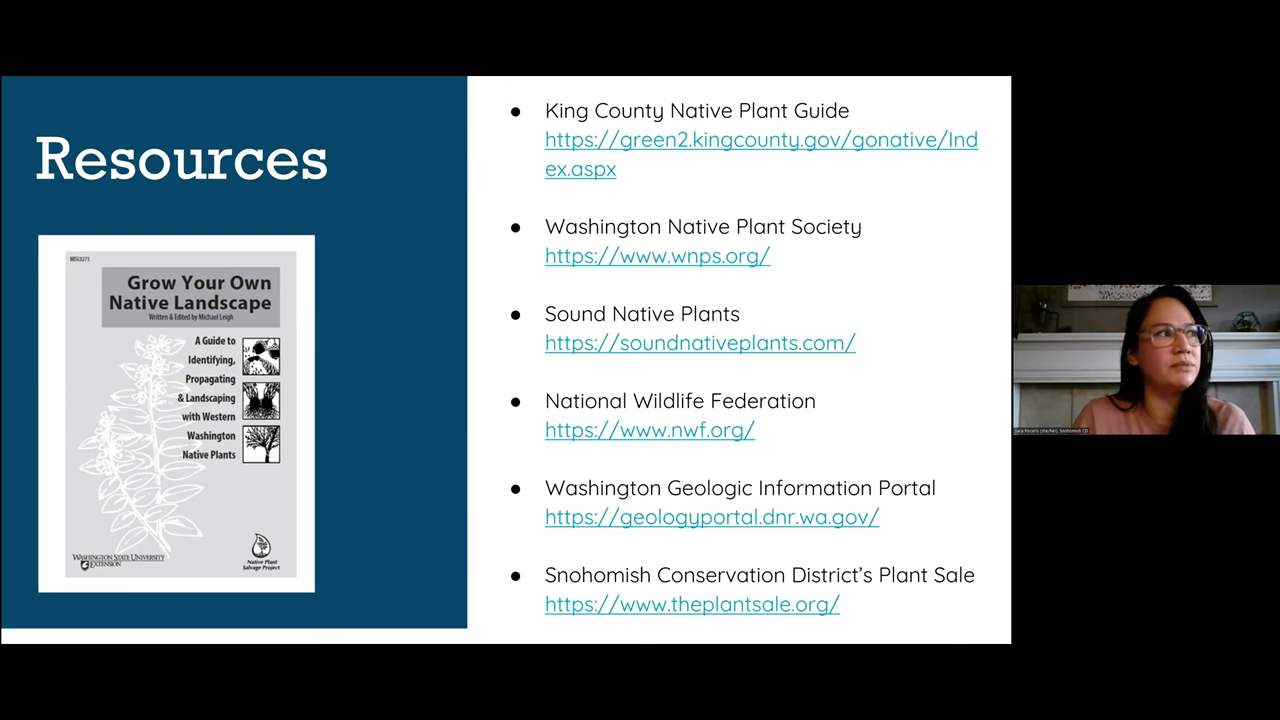 Resources
MISC0273
Grow Your Own
Native Landscape
Written & Edited by Michael Leigh
A Guide to
Identifying,
Propagating
& Landscaping
with Western
Washington
Native Plants
WASHINGTON STATE UNIVERSITY
EXTENSION
Native Plant
Salvage Project
● King County Native Plant Guide
https://green2.kingcounty.gov/gonative/Ind
ex.aspx
● Washington Native Plant Society
https://www.wnps.org/
● Sound Native Plants
https://soundnativeplants.com/
● National Wildlife Federation
https://www.nwf.org/
● Washington Geologic Information Portal
https://geologyportal.dnr.wa.gov/
● Snohomish Conservation District’s Plant Sale
https://www.theplantsale.org/
(she/her), Snohomish CD